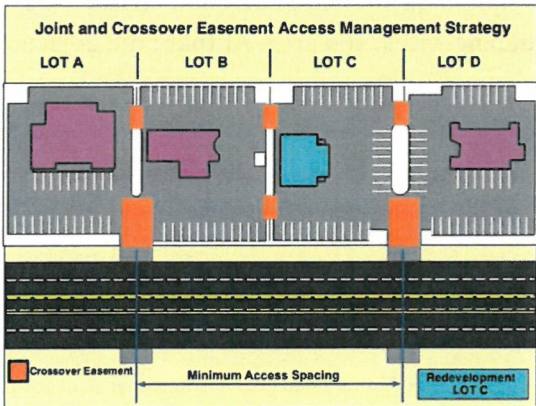 Joint and Crossover Easement Access Management Strategy
LOT A LOT B LOT C LOT D
Crossover Easement
Minimum Access Spacing
Redevelopment
LOT C